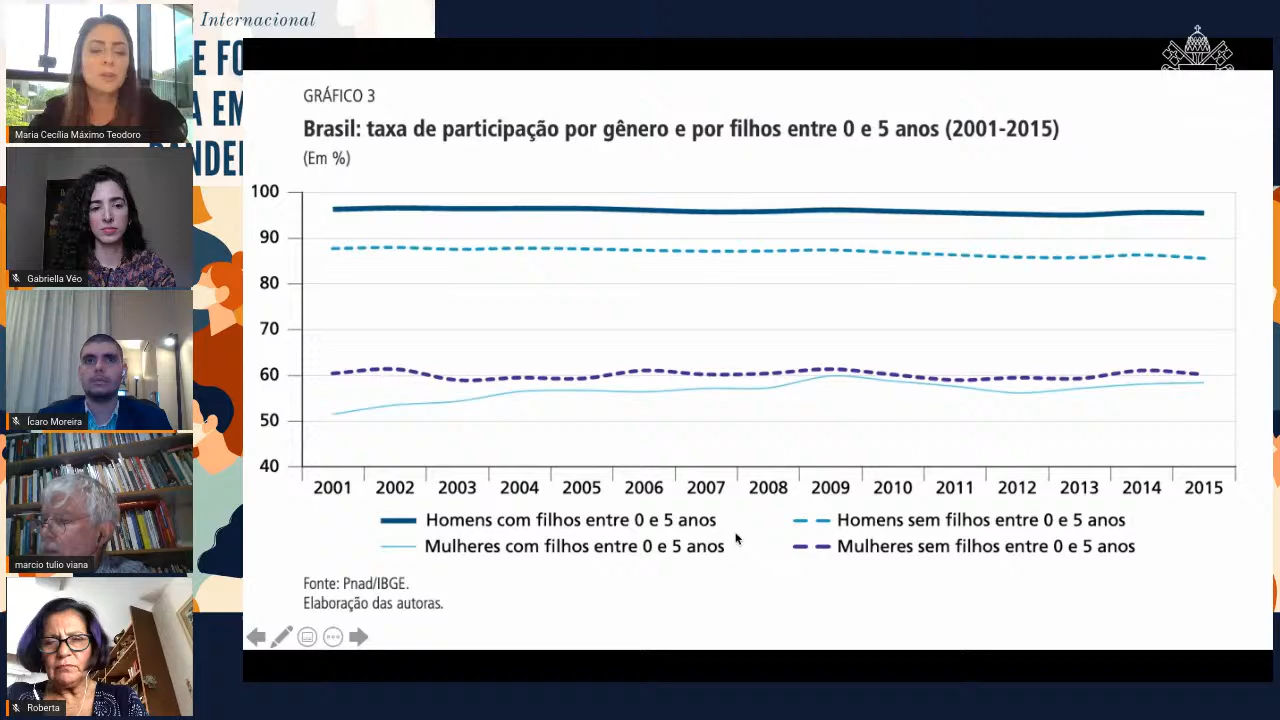 Internacional
E FO
A EM
NDE
Maria Cecília Máximo Teodoro
Gabriella Véo
Ícaro Moreira
marcio tulio viana
Roberta
GRÁFICO 3
Brasil: taxa de participação por gênero e por filhos entre 0 e 5 anos (2001-2015)
(Em %)
100
90
80
70
60
50
40
2001 2002 2003 2004 2005 2006 2007 2008 2009 2010 2011 2012 2013 2014 2015
Homens com filhos entre 0 e 5 anos
Homens sem filhos entre 0 e 5 anos
Mulheres com filhos entre 0 e 5 anos
Mulheres sem filhos entre 0 e 5 anos
Fonte: Pnad/IBGE.
Elaboração das autoras.